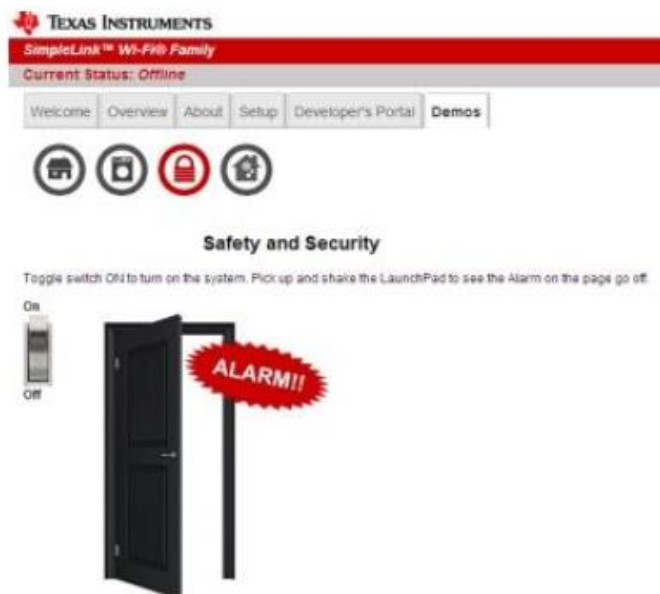 TEXAS INSTRUMENTS
SimpleLink™ Wi-Fi® Family
Current Status: Offline
Welcome Overview About Setup Developer's Portal Demos
Safety and Security
Toggle switch ON to turn on the system. Pick up and shake the LaunchPad to see the Alarm on the page go off.
On
ALARM!!
Off